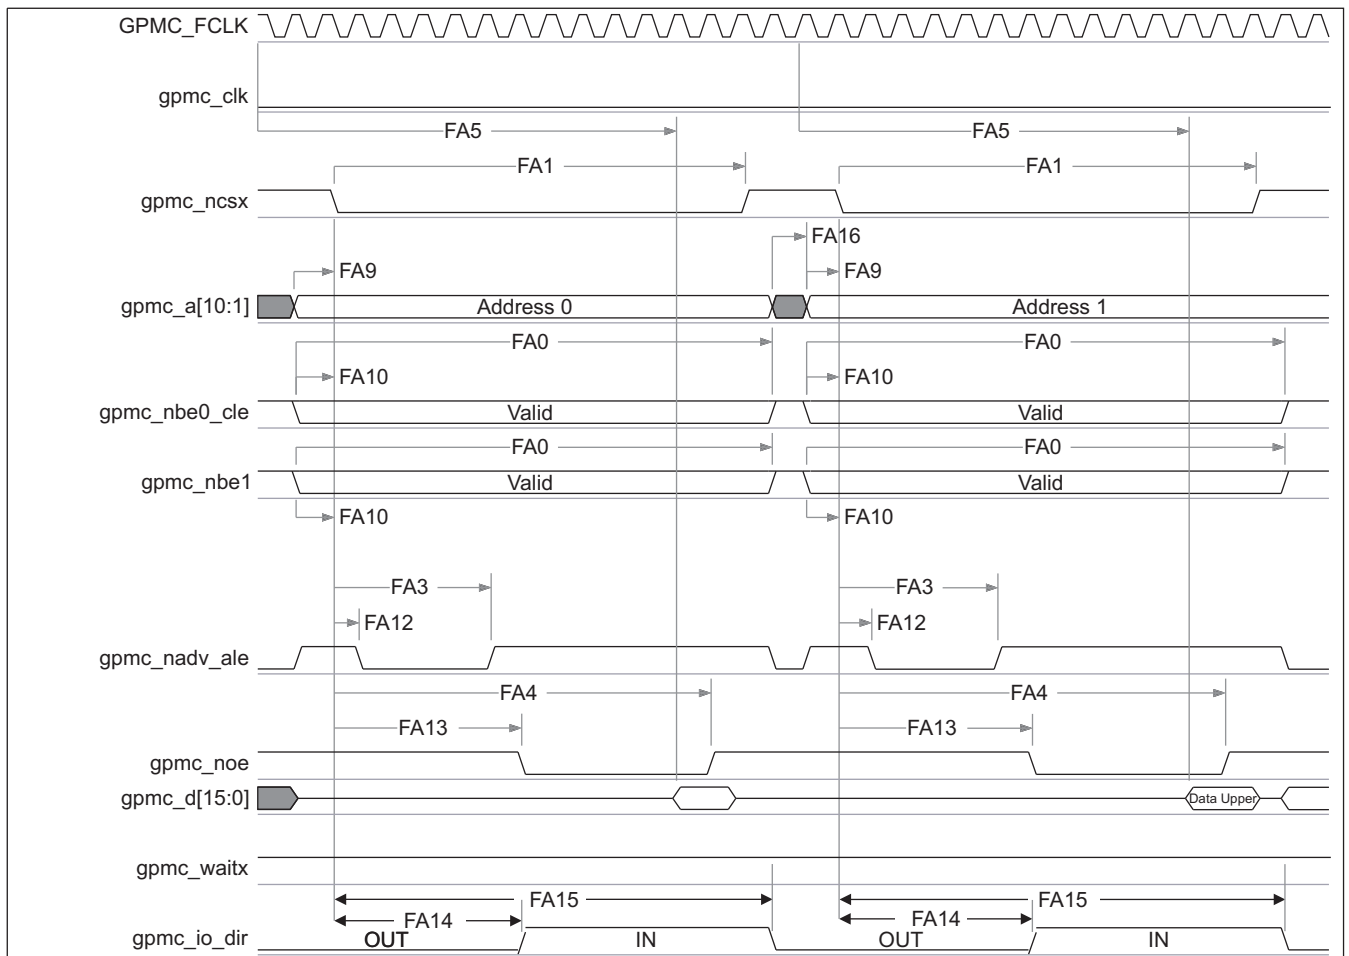 GPMC_FCLK
gpmc_clk
FA5 FA5
FA1 FA1
gpmc_ncsx
FA16
FA9 FA9
gpmc_a[10:1] Address 0 Address 1
FA0 FA0
FA10 FA10
gpmc_nbe0_cle Valid Valid
FA0 FA0
gpmc_nbe1 Valid Valid
FA10 FA10
FA3 FA3
FA12 FA12
gpmc_nadv_ale
FA4 FA4
FA13 FA13
gpmc_noe
gpmc_d[15:0] Data Upper
gpmc_waitx
FA15 FA15
FA14 FA14
gpmc_io_dir OUT IN OUT IN